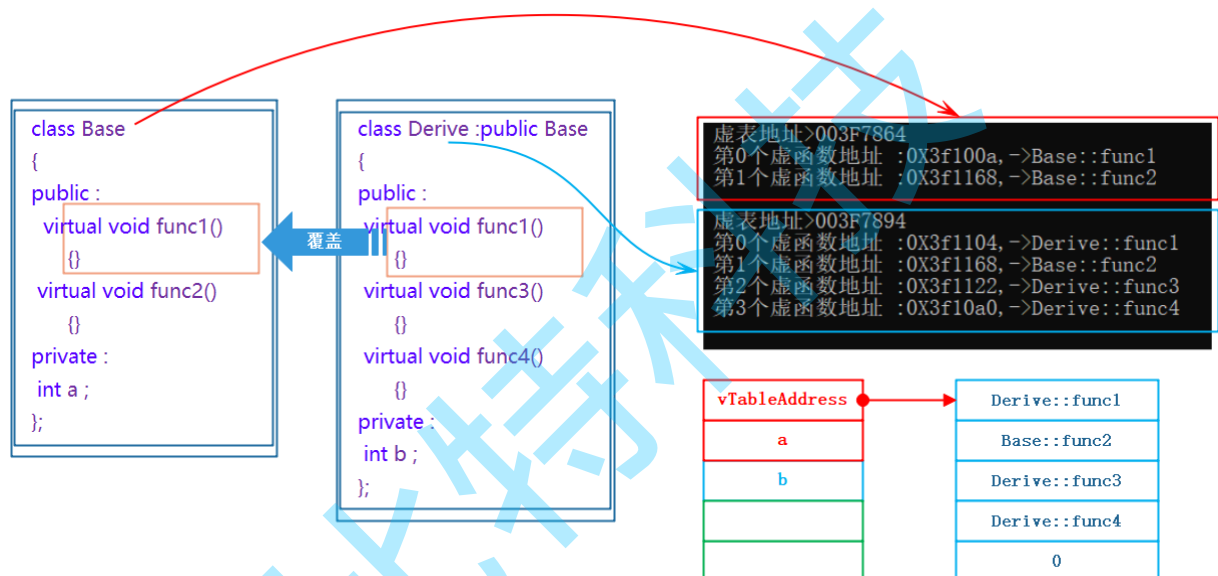 class Base
{
public :
virtual void func1()
{}
virtual void func2()
{}
private :
int a ;
};
覆盖
class Derive :public Base
{
public :
virtual void func1()
{}
virtual void func3()
{}
virtual void func4()
{}
private :
int b ;
};
虚表地址>003F7864
第0个虚函数地址 :0X3f100a,->Base::func1
第1个虚函数地址 :0X3f1168,->Base::func2
虚表地址>003F7894
第0个虚函数地址 :0X3f1104,->Derive::func1
第1个虚函数地址 :0X3f1168,->Base::func2
第2个虚函数地址 :0X3f1122,->Derive::func3
第3个虚函数地址 :0X3f10a0,->Derive::func4
vTableAddress
a
b
Derive::func1
Base::func2
Derive::func3
Derive::func4
0
特科技